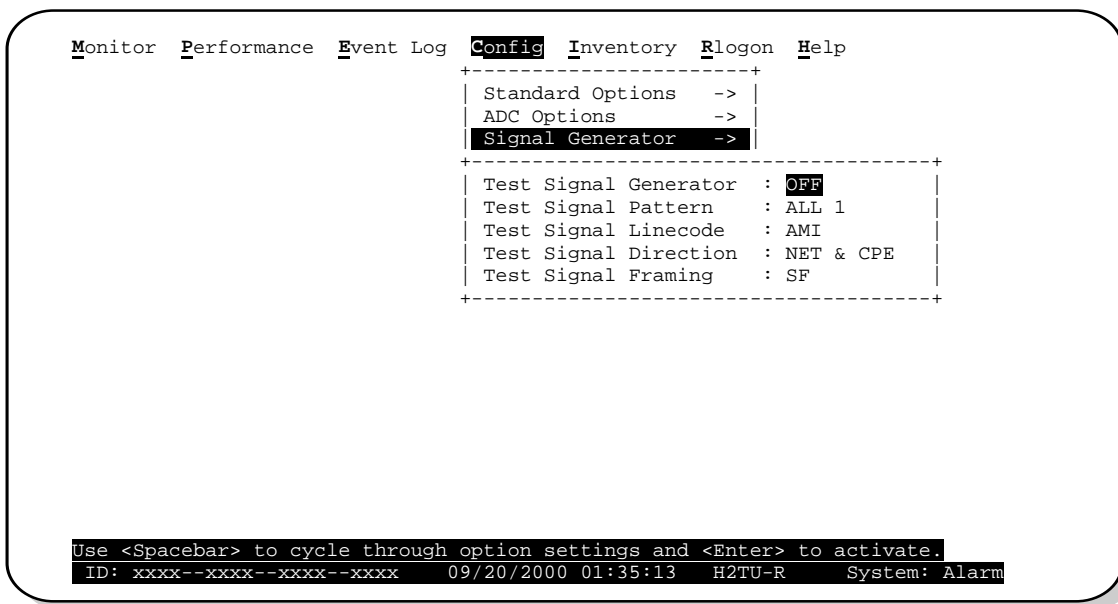 Monitor Performance Event Log Config Inventory Rlogon Help
+-----------------------+
| Standard Options -> |
| ADC Options -> |
| Signal Generator -> |
+--------------------------------------+
| Test Signal Generator : OFF |
| Test Signal Pattern : ALL 1 |
| Test Signal Linecode : AMI |
| Test Signal Direction : NET & CPE |
| Test Signal Framing : SF |
+--------------------------------------+
Use <Spacebar> to cycle through option settings and <Enter> to activate.
ID: xxxx--xxxx--xxxx--xxxx 09/20/2000 01:35:13 H2TU-R System: Alarm